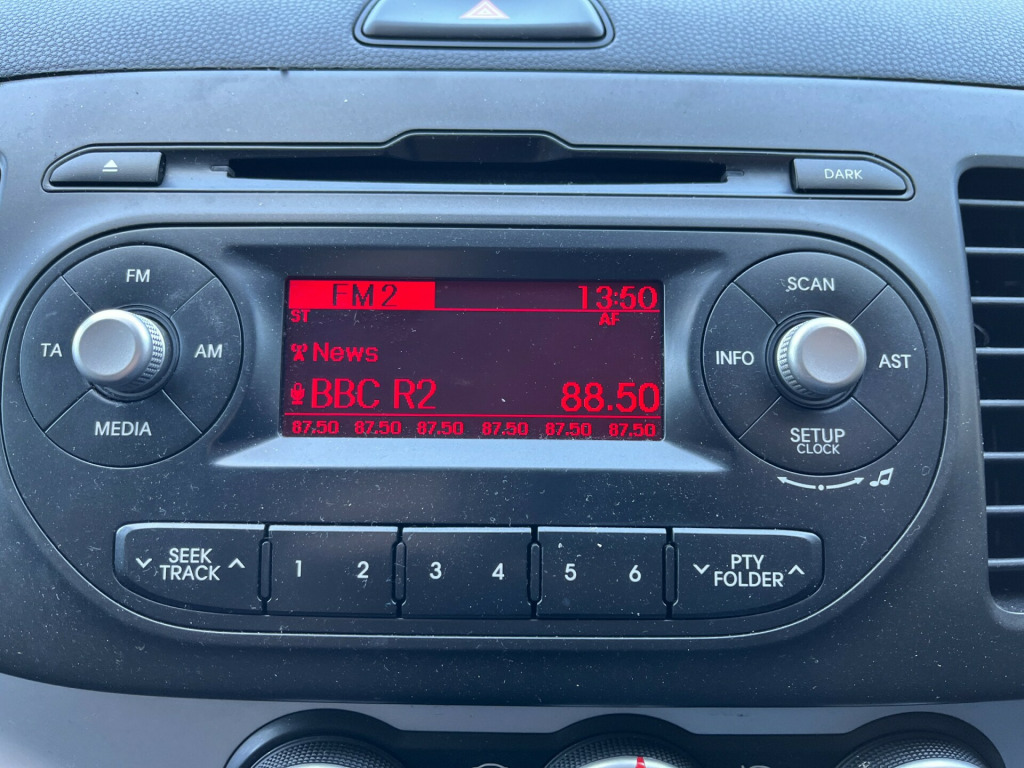 DARK
FM
TA
AM
MEDIA
FM2
13:50
ST
AF
News
BBC R2
88.50
87.50 87.50 87.50 87.50 87.50 87.50
SCAN
INFO
AST
SETUP
CLOCK
SEEK
TRACK
1 2 3 4 5 6
PTY
FOLDER